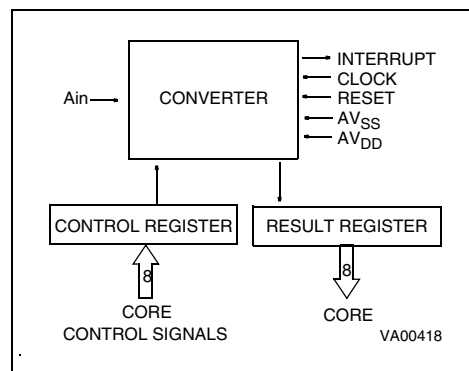 INTERRUPT
CLOCK
Ain
CONVERTER
RESET
AVSS
AVDD
CONTROL REGISTER
RESULT REGISTER
8
8
CORE
CONTROL SIGNALS
CORE
VA00418